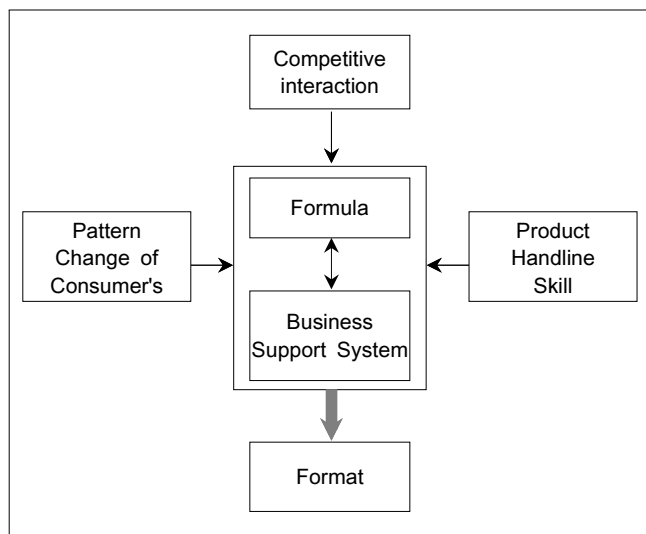 Competitive
interaction
Formula
Pattern
Change of
Consumer's
Product
Handline
Skill
Business
Support System
Format